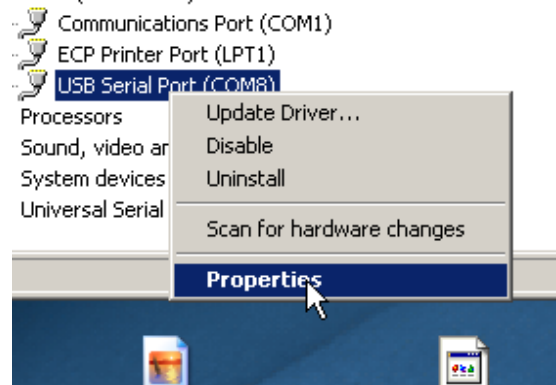 Communications Port (COM1)
ECP Printer Port (LPT1)
USB Serial Port (COM8)
Update Driver...
Processors
Disable
Sound, video
System devices
Uninstall
Universal Serial
Scan for hardware changes
Properties